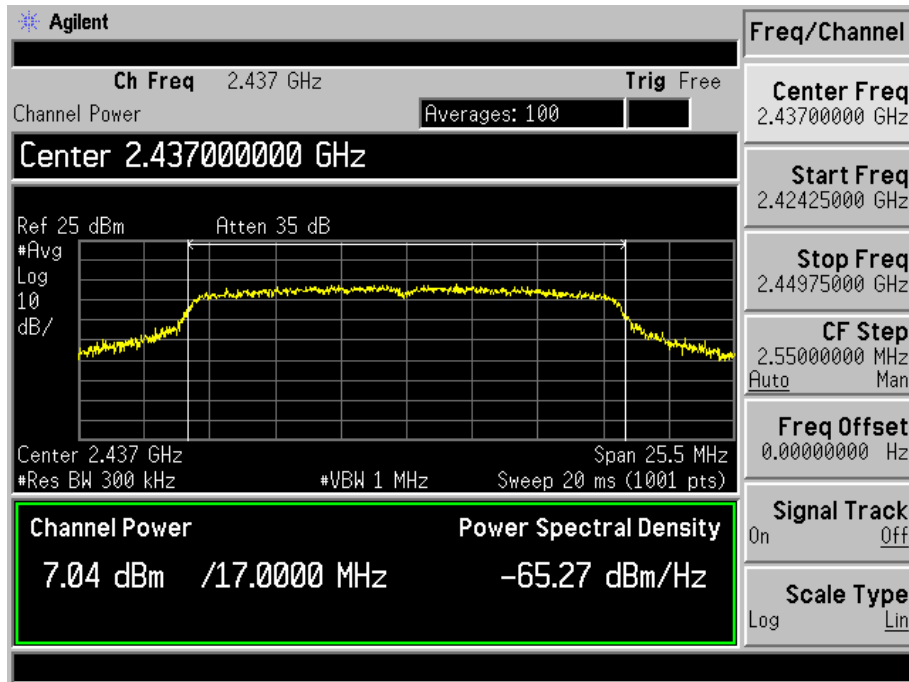 Agilent
Ch Freq 2.437 GHz Trig Free
Channel Power Averages: 100
Center 2.437000000 GHz
Ref 25 dBm Atten 35 dB
#Avg
Log
10
dB/
Center 2.437 GHz Span 25.5 MHz
#Res BW 300 kHz #VBW 1 MHz Sweep 20 ms (1001 pts)
Channel Power Power Spectral Density
7.04 dBm /17.0000 MHz -65.27 dBm/Hz
Freq/Channel
Center Freq
2.43700000 GHz
Start Freq
2.42425000 GHz
Stop Freq
2.44975000 GHz
CF Step
2.55000000 MHz
Auto Man
Freq Offset
0.00000000 Hz
Signal Track
On Off
Scale Type
Log Lin